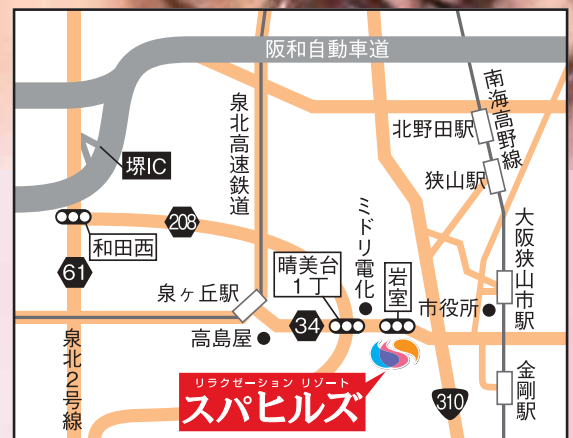 阪和自動車道
南海高野線
泉北高速鉄道
北野田駅
堺IC
狭山駅
208
和田西
ミドリ電化
大阪狭山市駅
61
晴美台
1丁
岩室
泉ヶ丘駅
市役所
34
高島屋
泉北2号線
金剛駅
リラクゼーション リゾート
スパヒルズ
310